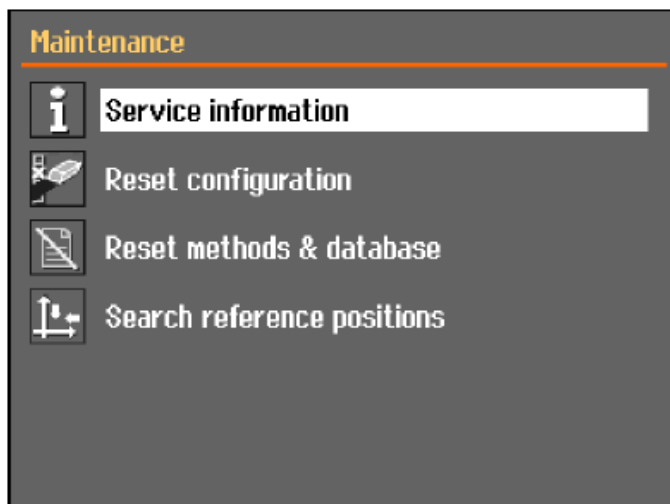 Maintenance
Service information
Reset configuration
Reset methods & database
Search reference positions